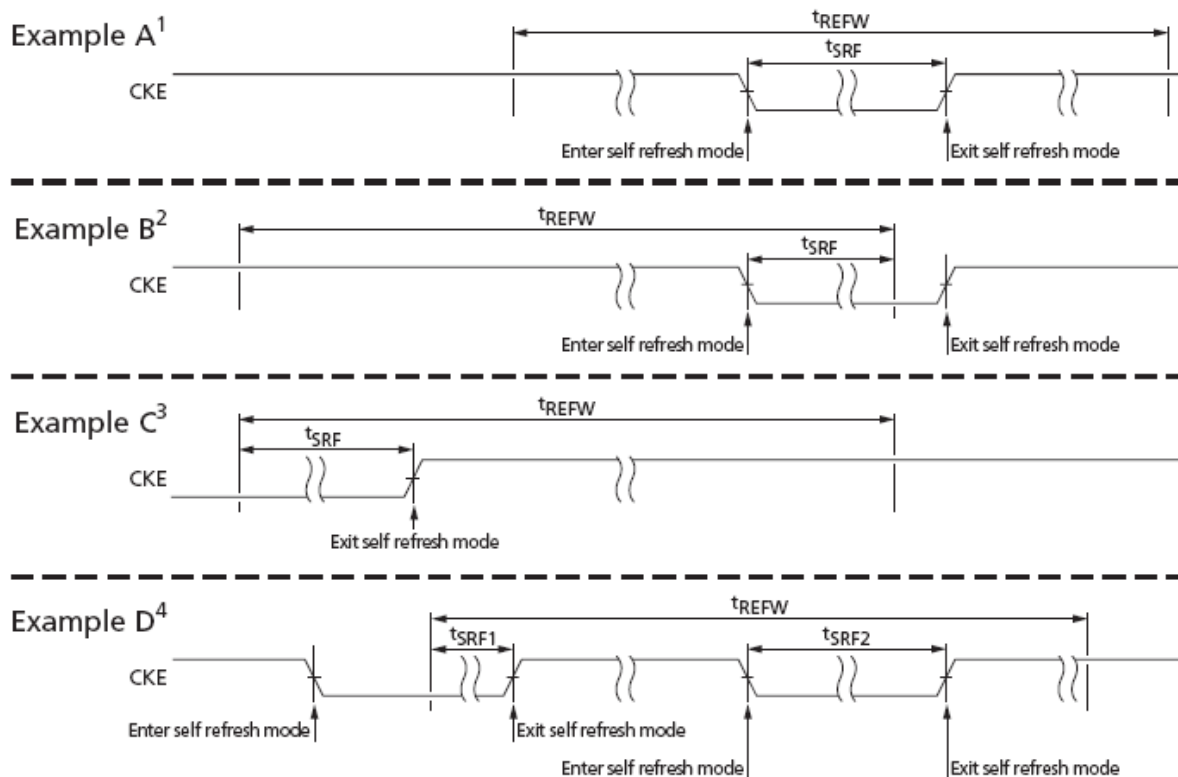 Example A¹
tREFW
tSRF
CKE
Enter self refresh mode
Exit self refresh mode
Example B²
tREFW
tSRF
CKE
Enter self refresh mode
Exit self refresh mode
Example C³
tREFW
tSRF
CKE
Exit self refresh mode
Example D⁴
tREFW
tSRF1
tSRF2
CKE
Enter self refresh mode
Exit self refresh mode
Enter self refresh mode
Exit self refresh mode